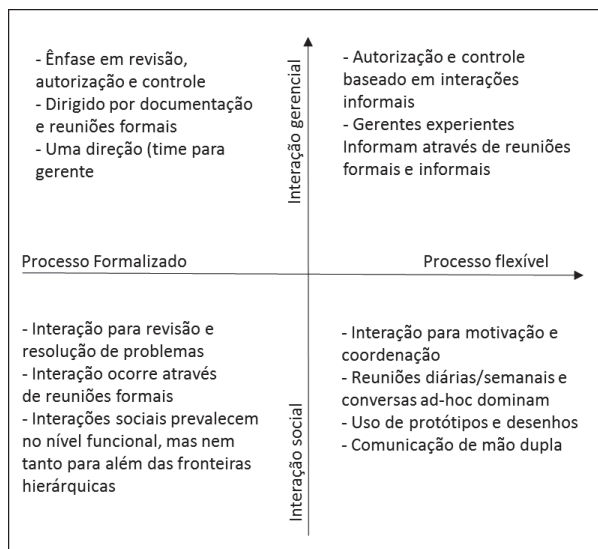 - Ênfase em revisão,
autorização e controle
- Dirigido por documentação
e reuniões formais
- Uma direção (time para
gerente
Interação gerencial
- Autorização e controle
baseado em interações
informais
- Gerentes experientes
Informam através de reuniões
formais e informais
Processo Formalizado
Processo flexível
- Interação para revisão e
resolução de problemas
- Interação ocorre através
de reuniões formais
- Interações sociais prevalecem
no nível funcional, mas nem
tanto para além das fronteiras
hierárquicas
Interação social
- Interação para motivação e
coordenação
- Reuniões diárias/semanais e
conversas ad-hoc dominam
- Uso de protótipos e desenhos
- Comunicação de mão dupla